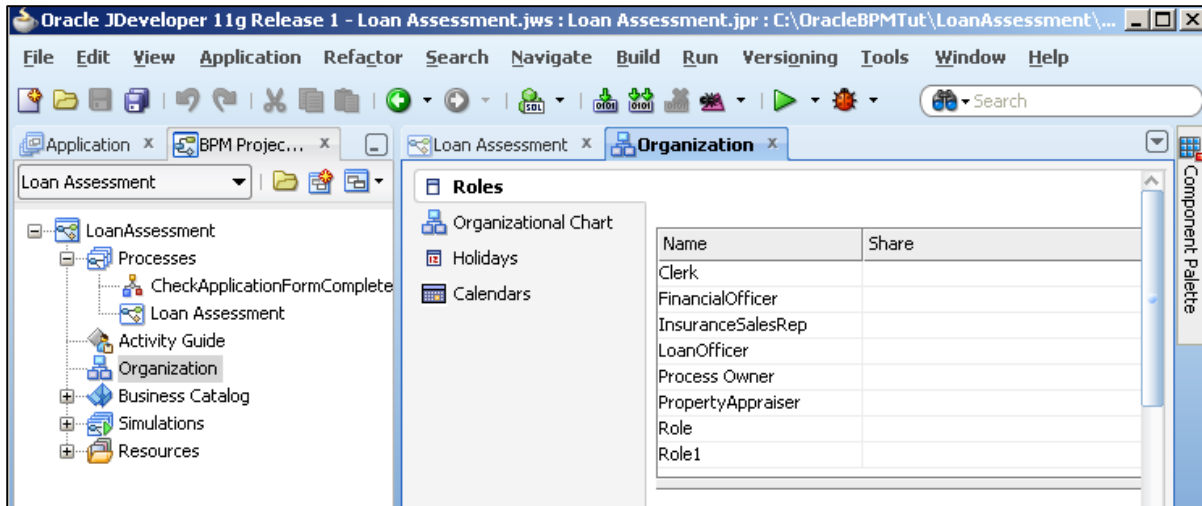 Oracle JDeveloper 11g Release 1 - Loan Assessment.jws : Loan Assessment.jpr : C:\OracleBPMTut\LoanAssessment\...
File Edit View Application Refactor Search Navigate Build Run Versioning Tools Window Help
Search
Application BPM Projec...
Loan Assessment
LoanAssessment
Processes
CheckApplicationFormComplete
Loan Assessment
Activity Guide
Organization
Business Catalog
Simulations
Resources
Loan Assessment Organization
Roles
Organizational Chart
Holidays
Calendars
Name Share
Clerk
FinancialOfficer
InsuranceSalesRep
LoanOfficer
Process Owner
PropertyAppraiser
Role
Role1
Component Palette